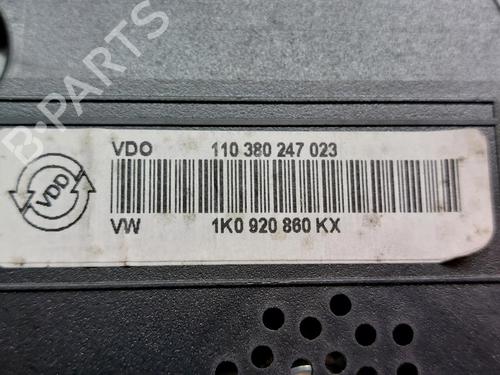 B·PARTS
VDO 110 380 247 023
VDO
VW 1K0 920 860 KX